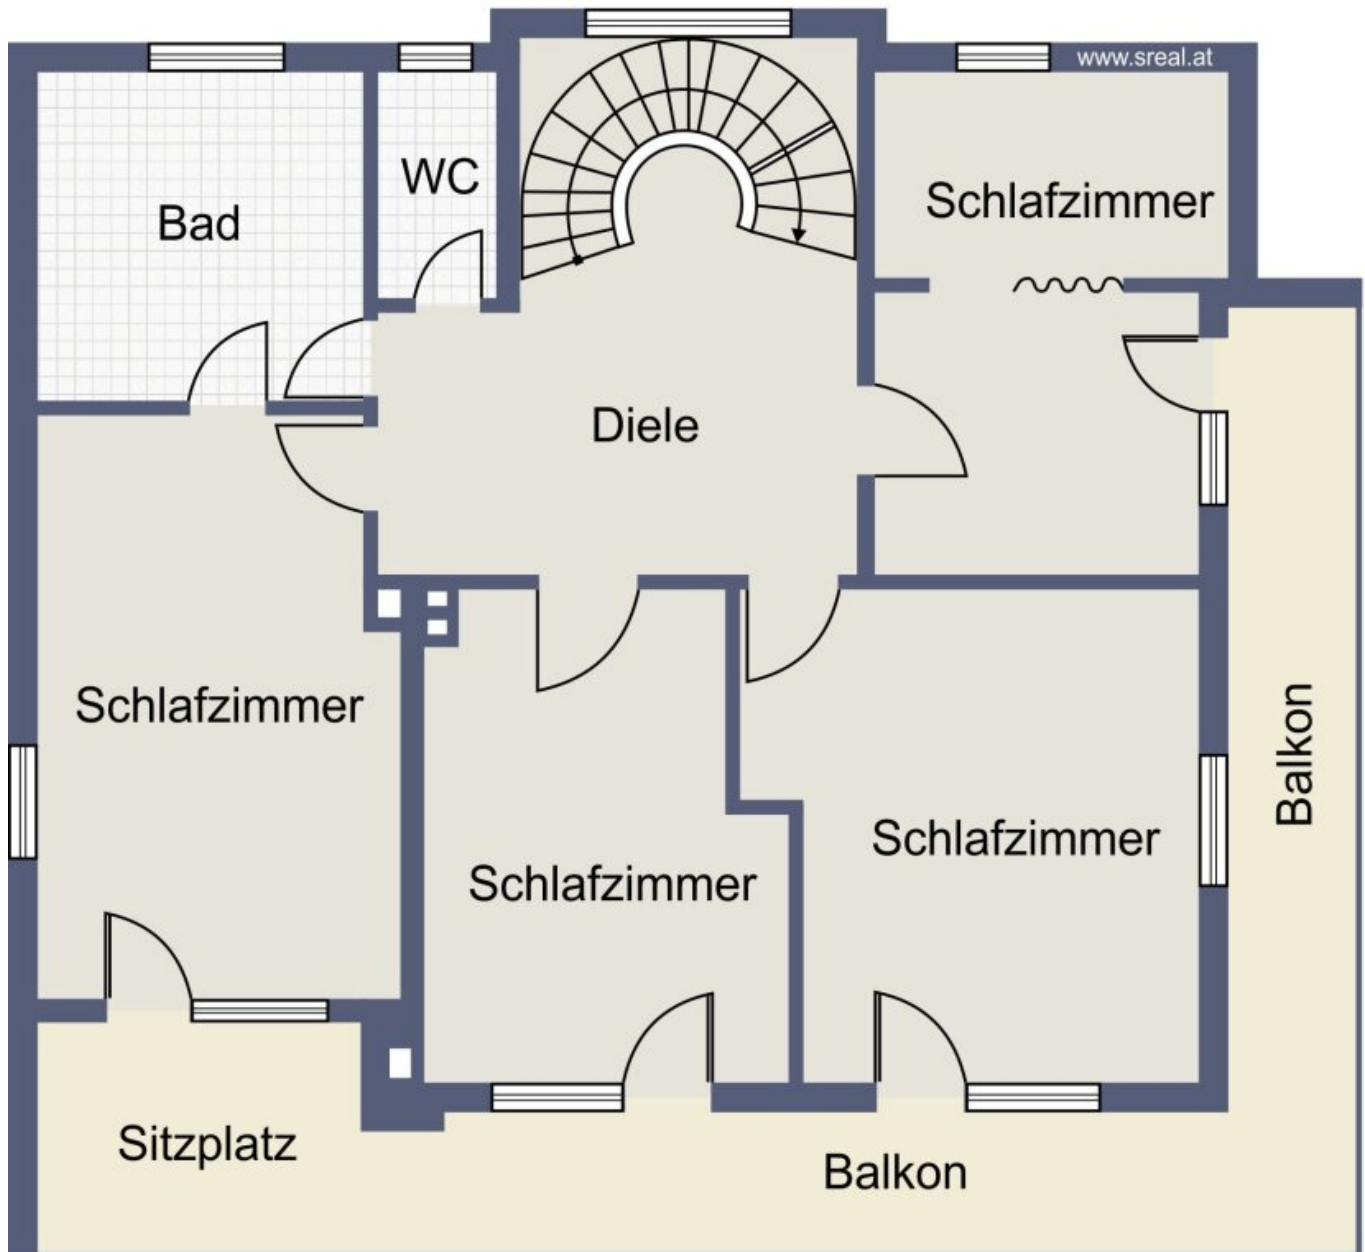 www.sreal.at
WC
Schlafzimmer
Bad
Diele
Schlafzimmer
Balkon
Schlafzimmer
Schlafzimmer
Sitzplatz
Balkon